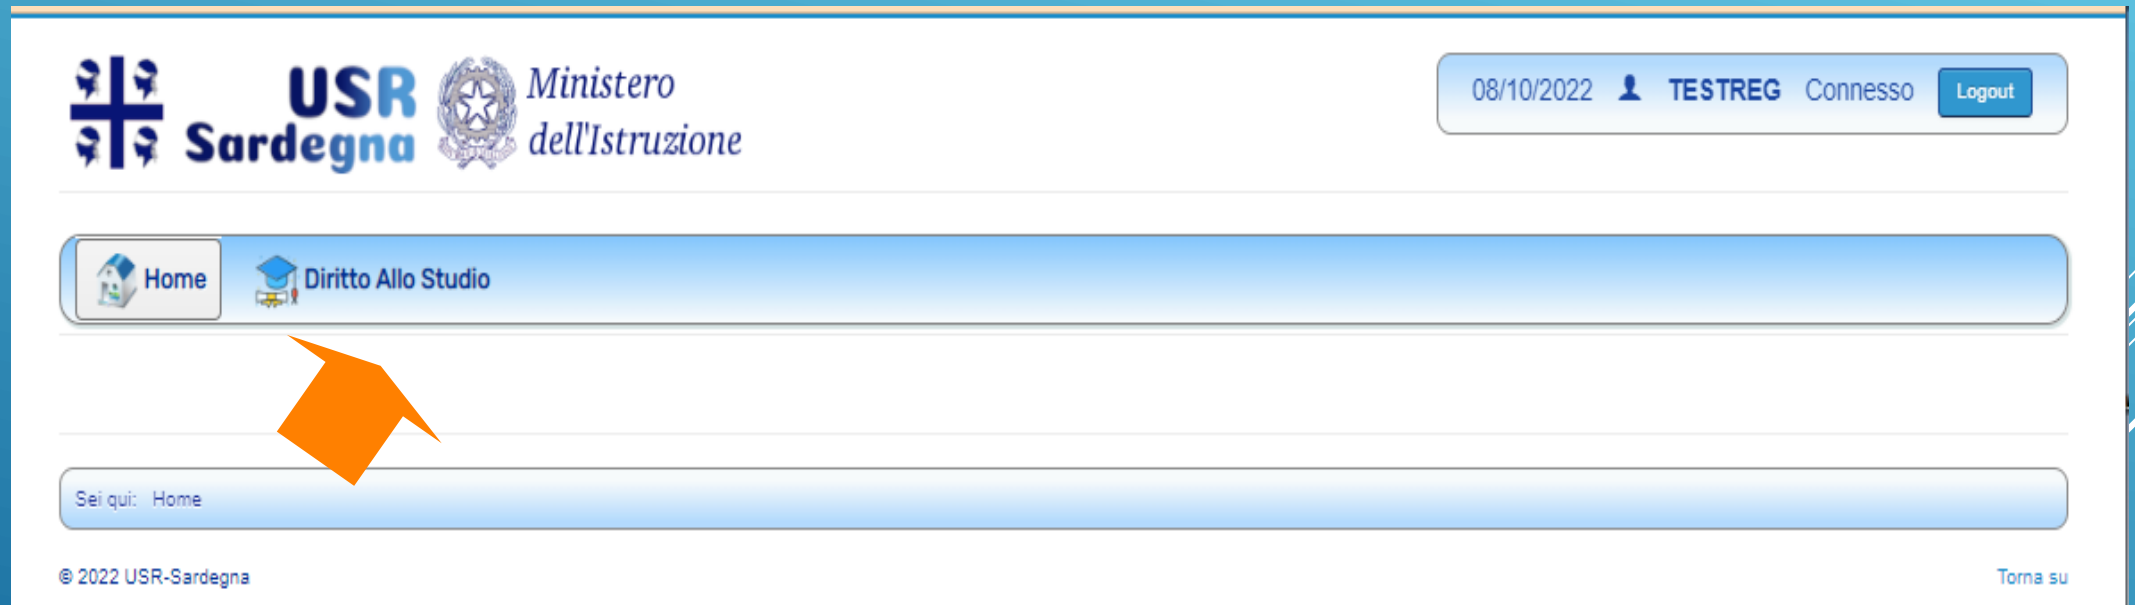 USR
Sardegna
Ministero
dell'Istruzione
08/10/2022 TESTREG Connesso Logout
Home Diritto Allo Studio
Sei qui: Home
© 2022 USR-Sardegna
Torna su